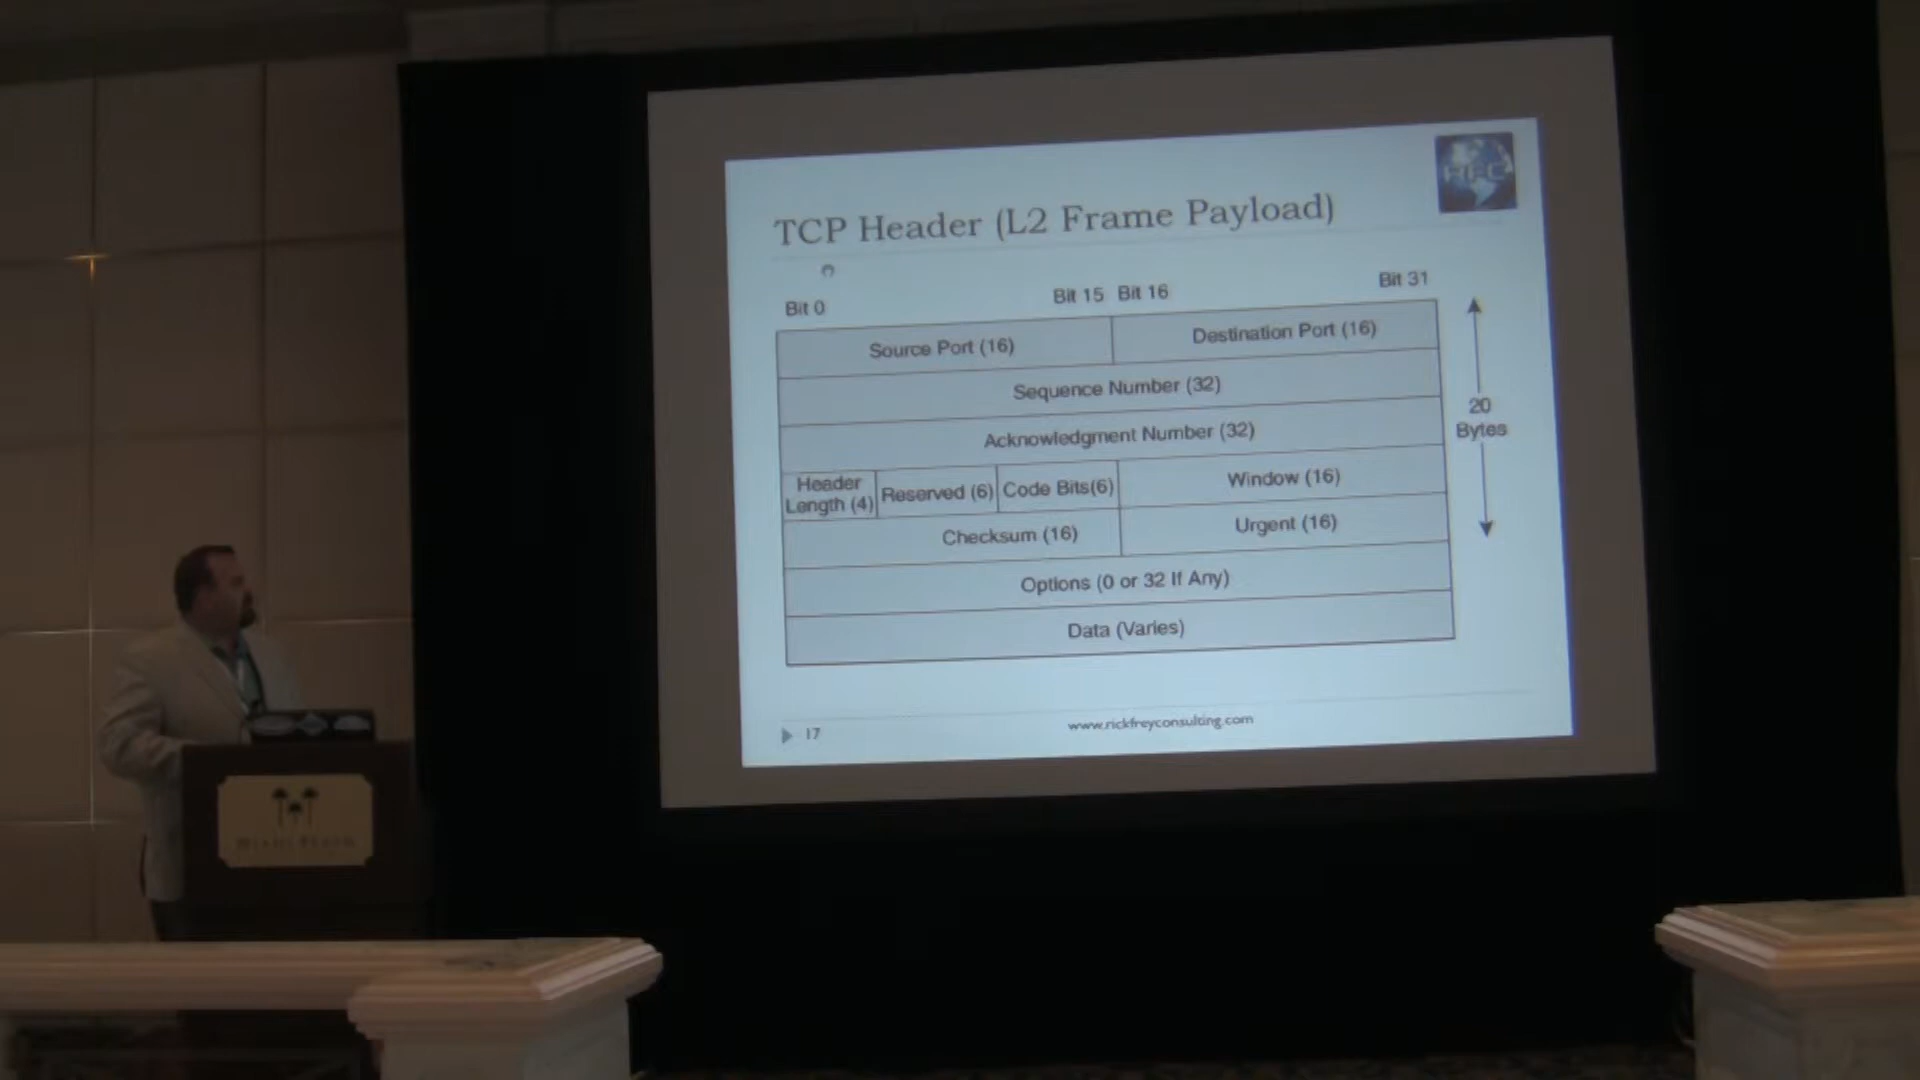 TCP Header (L2 Frame Payload)
Bit 0
Bit 15 Bit 16
Bit 31
Source Port (16)
Destination Port (16)
Sequence Number (32)
Acknowledgment Number (32)
Header
Length (4)
Reserved (6)
Code Bits(6)
Window (16)
Checksum (16)
Urgent (16)
Options (0 or 32 If Any)
Data (Varies)
20
Bytes
17
www.rickfreyconsulting.com